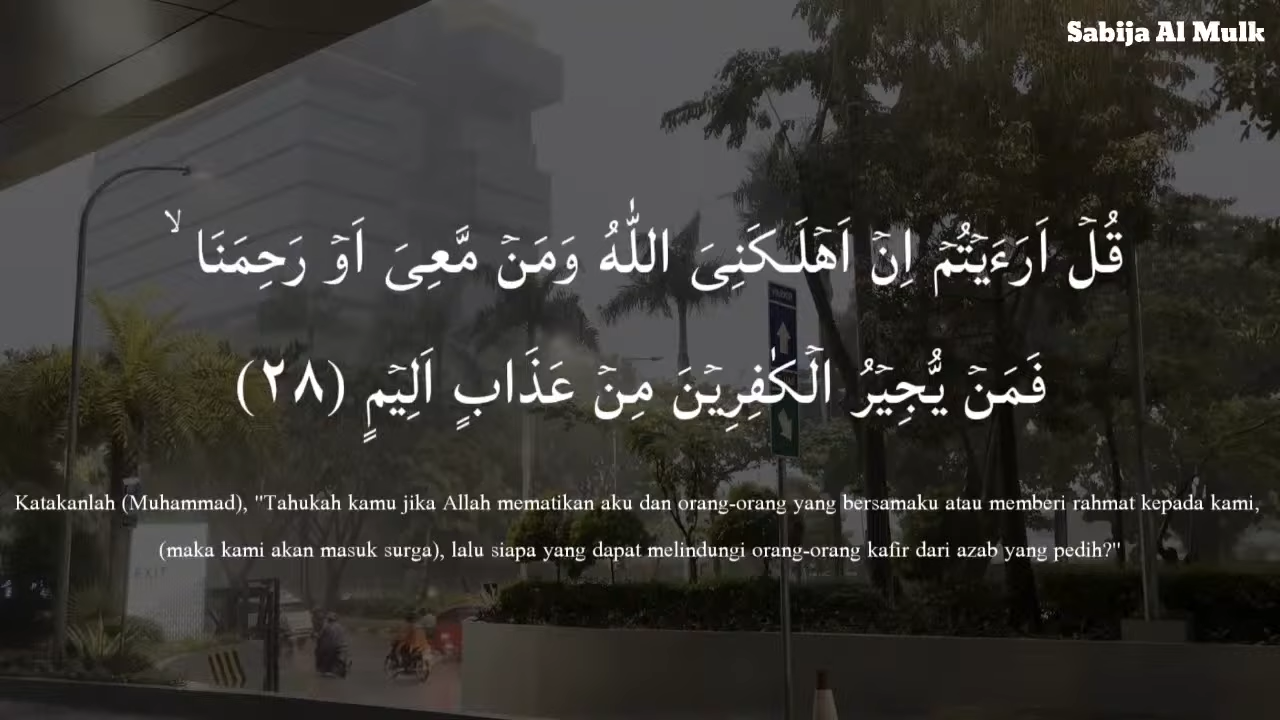 Sabija Al Mulk
قُلۡ اَرَءَيۡتُمۡ اِنۡ اَهۡلَـكَنِىَ اللّٰهُ وَمَنۡ مَّعِىَ اَوۡ رَحِمَنَا ۙ
فَمَنۡ يُّجِيۡرُ الۡكٰفِرِيۡنَ مِنۡ عَذَابٍ اَلِيۡمٍ (٢٨)
Katakanlah (Muhammad), "Tahukah kamu jika Allah mematikan aku dan orang-orang yang bersamaku atau memberi rahmat kepada kami,
(maka kami akan masuk surga), lalu siapa yang dapat melindungi orang-orang kafir dari azab yang pedih?"
EXIT